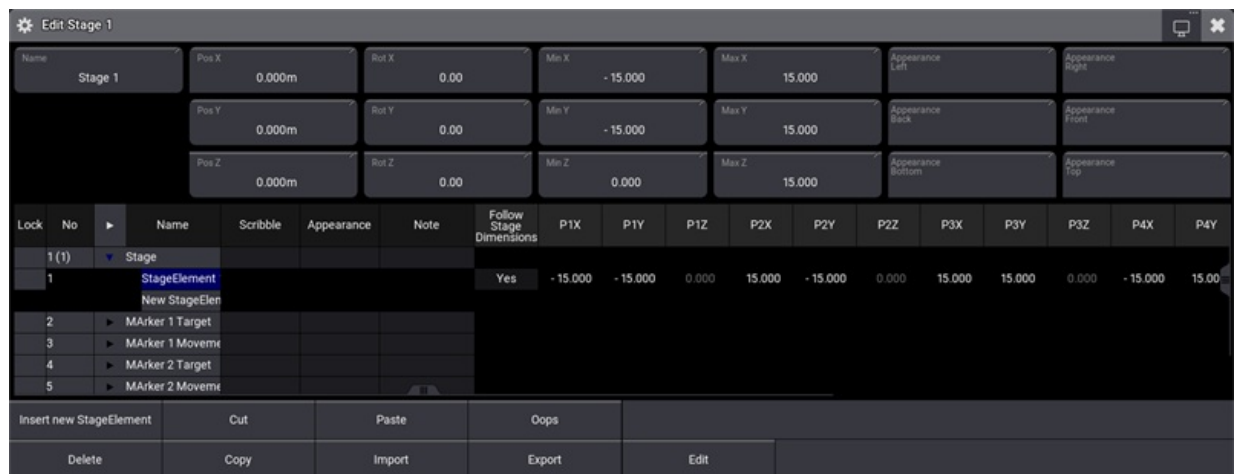 Edit Stage 1
Name Pos X Rot X Min X Max X Appearance Left Appearance Right
Stage 1 0.000m 0.00 - 15.000 15.000
Pos Y Rot Y Min Y Max Y Appearance Back Appearance Front
0.000m 0.00 - 15.000 15.000
Pos Z Rot Z Min Z Max Z Appearance Bottom Appearance Top
0.000m 0.00 0.000 15.000
Lock No Name Scribble Appearance Note Follow Stage Dimensions P1X P1Y P1Z P2X P2Y P2Z P3X P3Y P3Z P4X P4Y
1 (1) Stage
1 StageElement Yes - 15.000 - 15.000 0.000 15.000 - 15.000 0.000 15.000 15.000 0.000 - 15.000 15.00
New StageElen
2 MArker 1 Target
3 MArker 1 Moveme
4 MArker 2 Target
5 MArker 2 Moveme
Insert new StageElement Cut Paste Oops
Delete Copy Import Export Edit